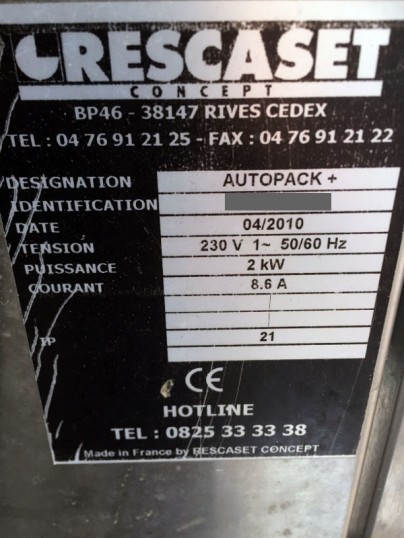 RESCASET
CONCEPT
BP46 - 38147 RIVES CEDEX
TEL : 04 76 91 21 25 - FAX : 04 76 91 21 22
DESIGNATION AUTOPACK +
IDENTIFICATION
DATE 04/2010
TENSION 230 V 1~ 50/60 Hz
PUISSANCE 2 kW
COURANT 8.6 A
IP 21
CE
HOTLINE
TEL : 0825 33 33 38
Made in France by RESCASET CONCEPT